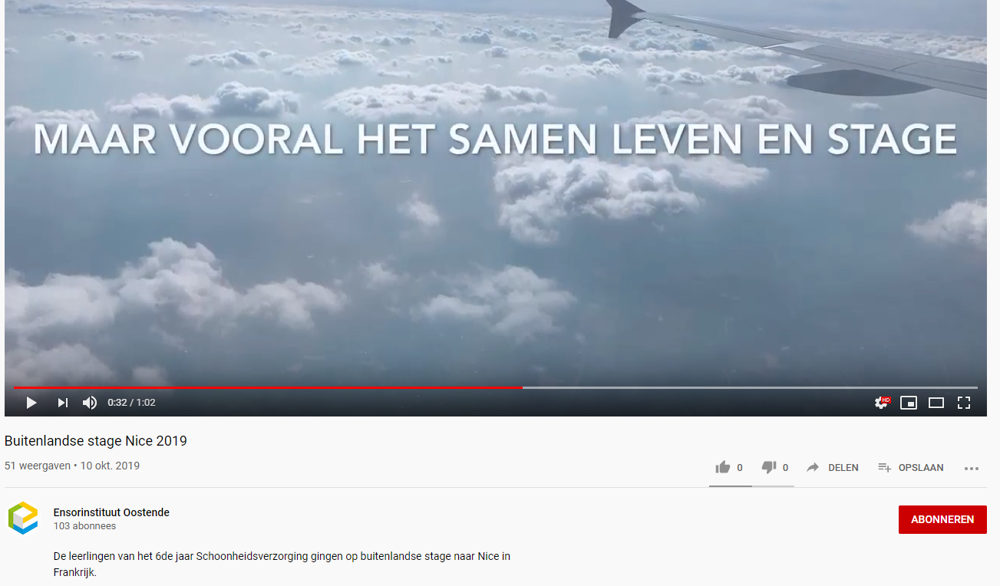 MAAR VOORAL HET SAMEN LEVEN EN STAGE
0:32 / 1:02
HD
Buitenlandse stage Nice 2019
51 weergaven • 10 okt. 2019
0
0
DELEN
OPSLAAN
Ensorinstituut Oostende
103 abonnees
ABONNEREN
De leerlingen van het 6de jaar Schoonheidsverzorging gingen op buitenlandse stage naar Nice in
Frankrijk.